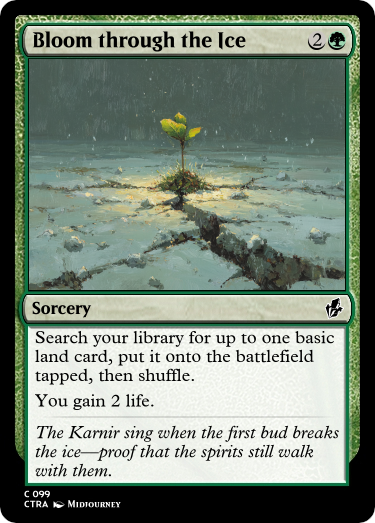 Bloom through the Ice 2
Sorcery
Search your library for up to one basic
land card, put it onto the battlefield
tapped, then shuffle.
You gain 2 life.
The Karnir sing when the first bud breaks
the ice—proof that the spirits still walk
with them.
C 099
CTRA Midjourney